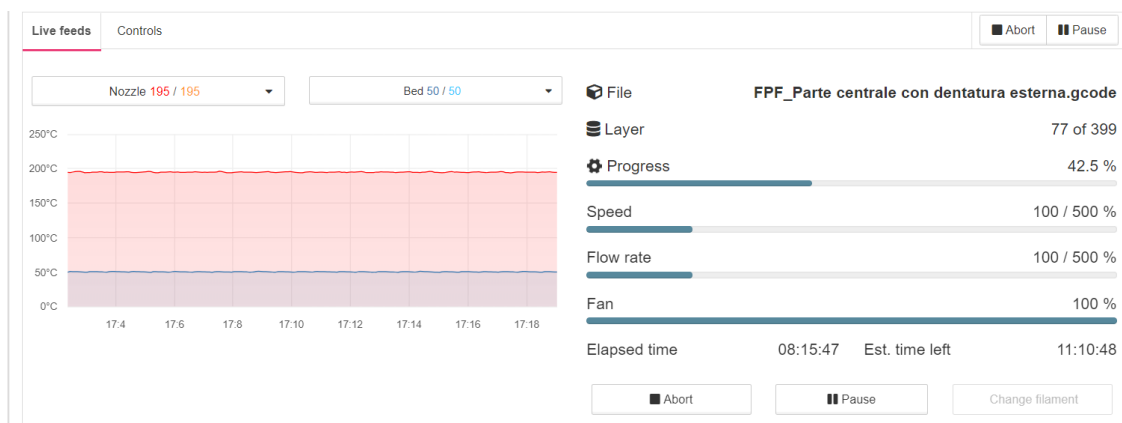 Live feeds Controls Abort Pause
Nozzle 195 / 195 Bed 50 / 50
File FPF_Parte centrale con dentatura esterna.gcode
Layer 77 of 399
Progress 42.5 %
Speed 100 / 500 %
Flow rate 100 / 500 %
Fan 100 %
Elapsed time 08:15:47 Est. time left 11:10:48
Abort Pause Change filament
250°C
200°C
150°C
100°C
50°C
0°C
17:4 17:6 17:8 17:10 17:12 17:14 17:16 17:18